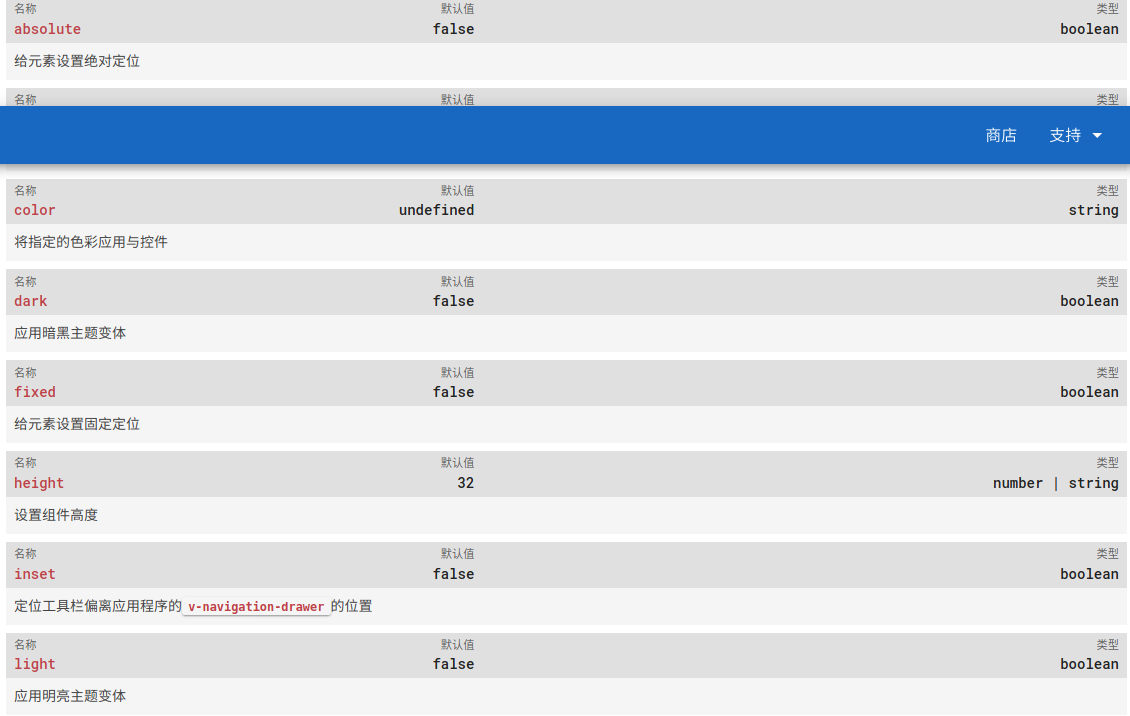 名称 默认值 类型
absolute false boolean
给元素设置绝对定位
名称 默认值 类型
商店 支持
名称 默认值 类型
color undefined string
将指定的色彩应用与控件
名称 默认值 类型
dark false boolean
应用暗黑主题变体
名称 默认值 类型
fixed false boolean
给元素设置固定定位
名称 默认值 类型
height 32 number | string
设置组件高度
名称 默认值 类型
inset false boolean
定位工具栏偏离应用程序的 v-navigation-drawer 的位置
名称 默认值 类型
light false boolean
应用明亮主题变体